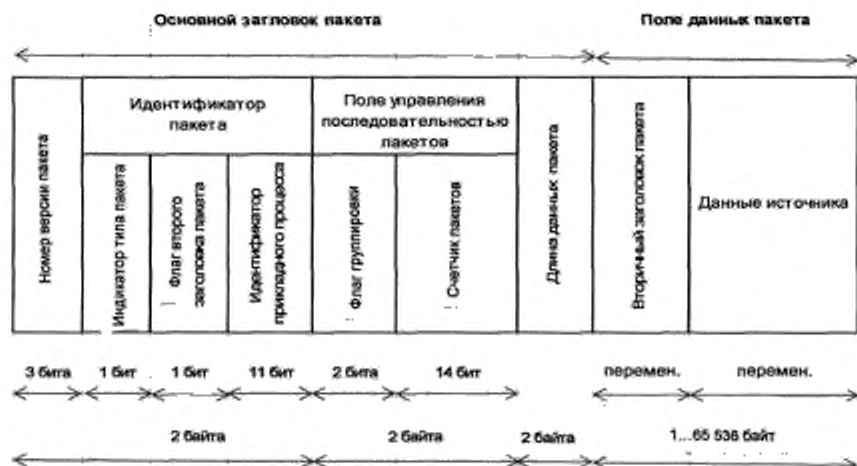 Основной загловок пакета
Поле данных пакета
Номер версии пакета
Идентификатор
пакета
Индикатор типа пакета
Флаг второго
заголовка пакета
Идентификатор
прикладного процесса
Поле управления
последовательностью
пакетов
Флаг группировки
Счетчик пакетов
Длина данных пакета
Вторичный заголовок пакета
Данные источника
3 бита
1 бит
1 бит
11 бит
2 бита
14 бит
перемен.
перемен.
2 байта
2 байта
2 байта
1...65 536 байт